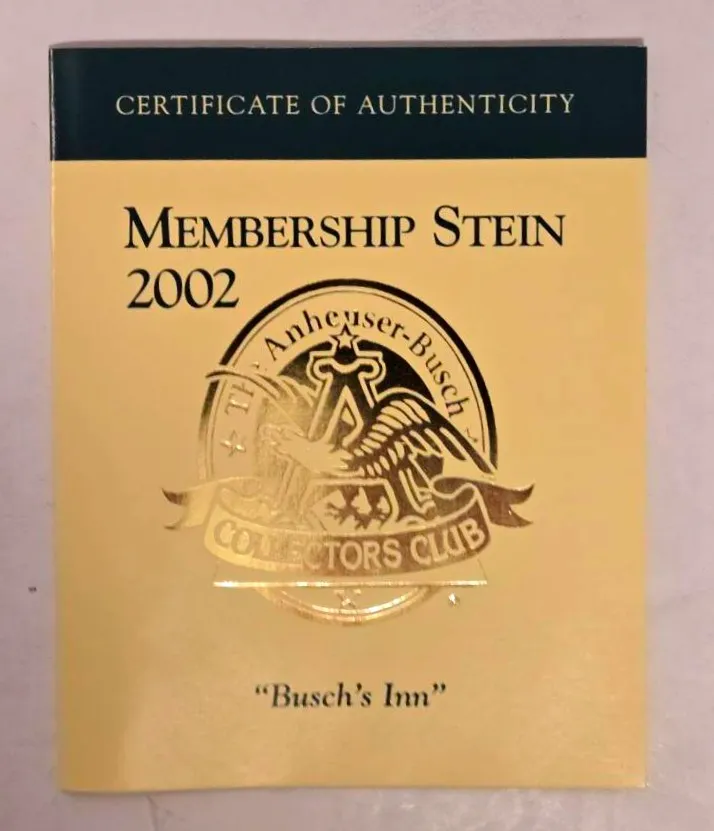 CERTIFICATE OF AUTHENTICITY
MEMBERSHIP STEIN
2002
The Anheuser-Busch
A
COLLECTORS CLUB
"Busch's Inn"